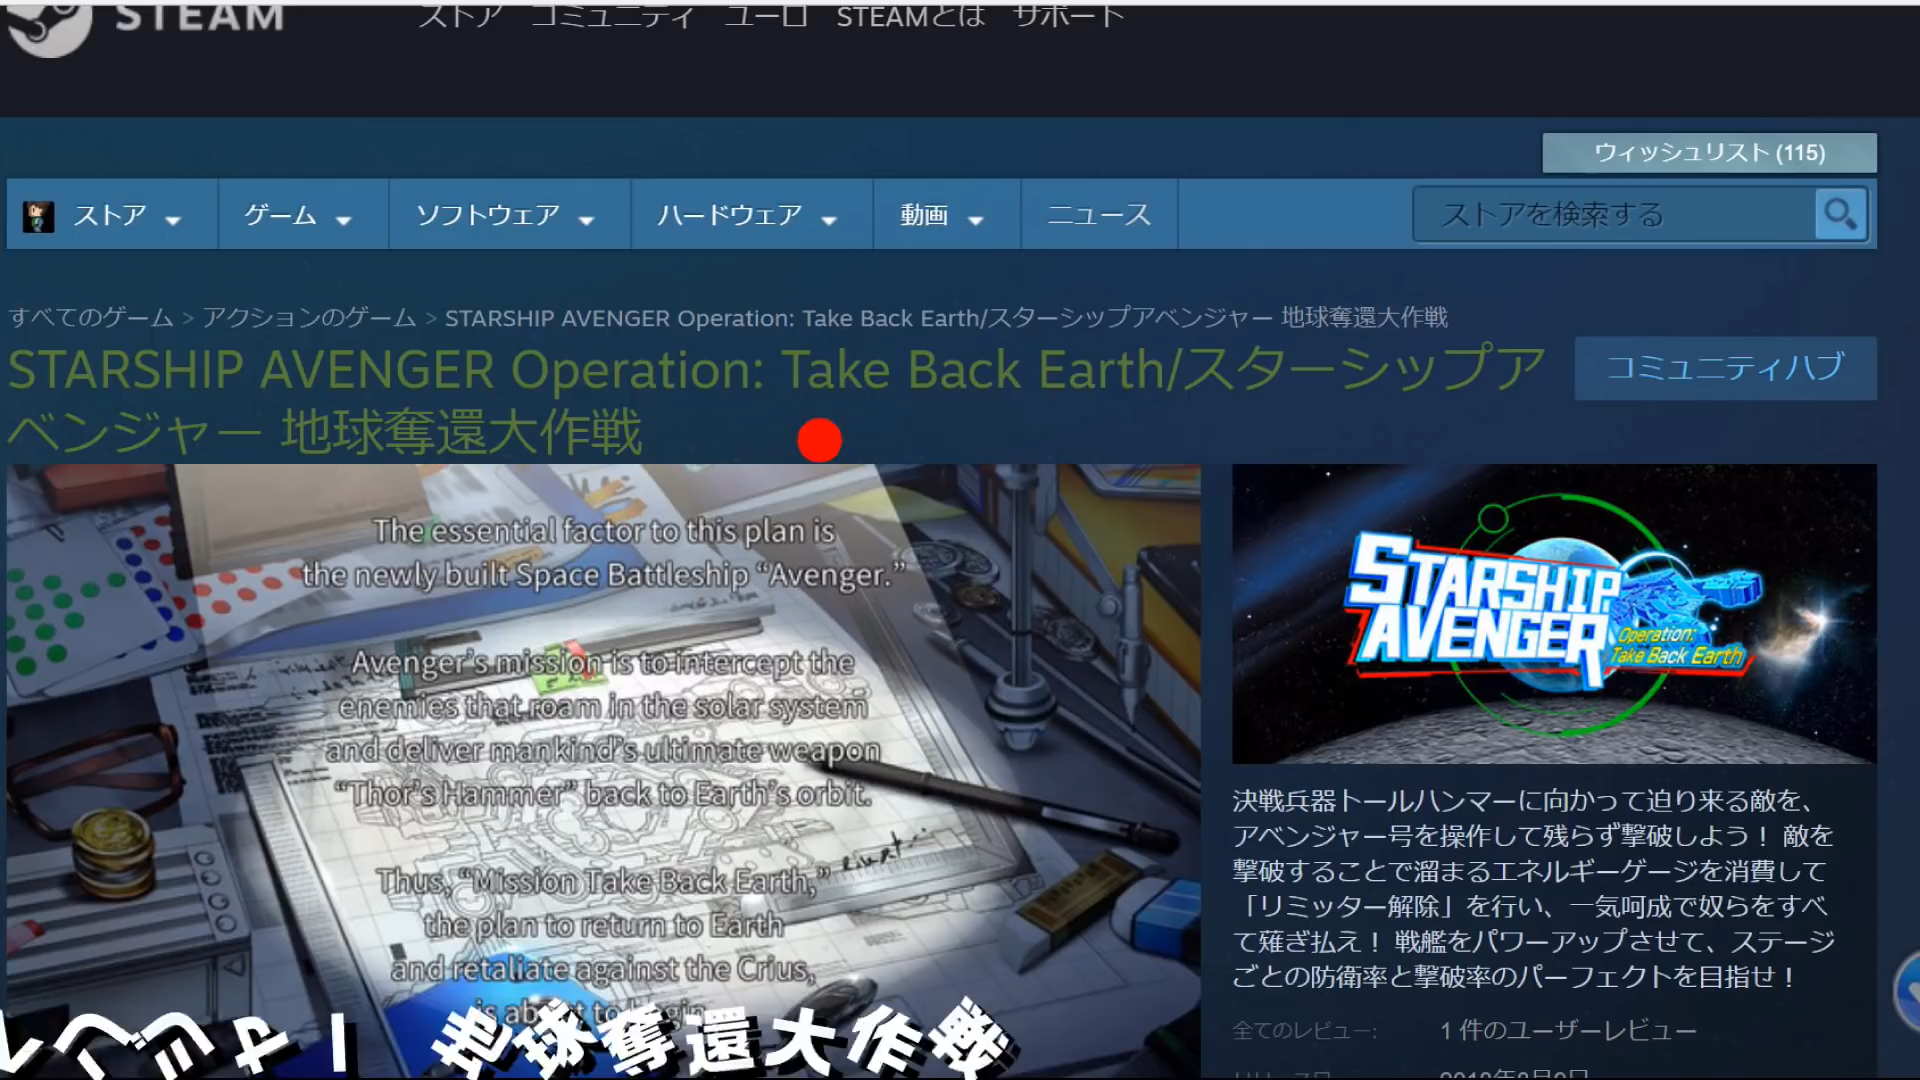 STEAM
ストア コミュニティ ユーロ STEAMとは サポート
ウィッシュリスト (115)
ストア ゲーム ソフトウェア ハードウェア 動画 ニュース
ストアを検索する
すべてのゲーム > アクションのゲーム > STARSHIP AVENGER Operation: Take Back Earth/スターシップアベンジャー 地球奪還大作戦
STARSHIP AVENGER Operation: Take Back Earth/スターシップア
ベンジャー 地球奪還大作戦
コミュニティハブ
The essential factor to this plan is
the newly built Space Battleship “Avenger.”
Avenger's mission is to intercept the
enemies that roam in the solar system
and deliver mankind's ultimate weapon
“Thor's Hammer” back to Earth's orbit.
Thus, “Mission Take Back Earth,”
the plan to return to Earth
and retaliate against the Crius,
is about to begin.
地球奪還大作戦
STARSHIP
AVENGER
Operation:
Take Back Earth
決戦兵器トールハンマーに向かって迫り来る敵を、
アベンジャー号を操作して残らず撃破しよう！ 敵を
撃破することで溜まるエネルギーゲージを消費して
「リミッター解除」を行い、一気呵成で奴らをすべ
て薙ぎ払え！ 戦艦をパワーアップさせて、ステージ
ごとの防衛率と撃破率のパーフェクトを目指せ！
全てのレビュー: 1 件のユーザーレビュー